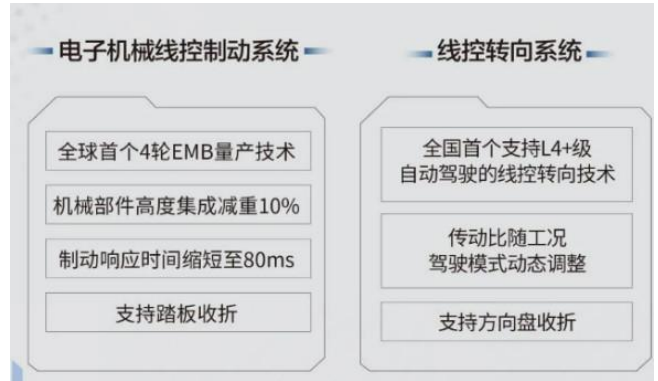 电子机械线控制动系统
全球首个4轮EMB量产技术
机械部件高度集成减重10%
制动响应时间缩短至80ms
支持踏板收折
线控转向系统
全国首个支持L4+级
自动驾驶的线控转向技术
传动比随工况
驾驶模式动态调整
支持方向盘收折